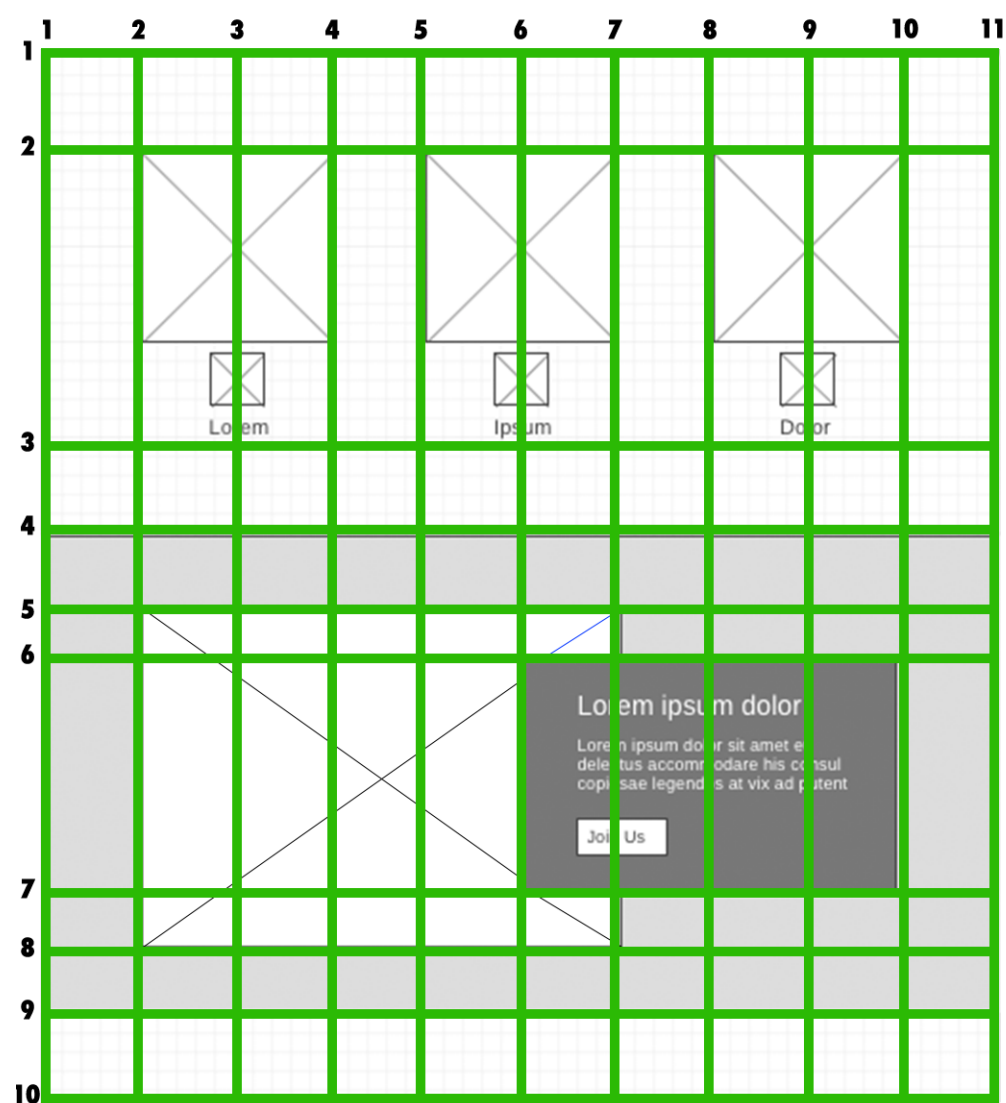 1 2 3 4 5 6 7 8 9 10 11
1
2
Lorem Ipsum Dolor
3
4
5
6
Lorem ipsum dolor
Lorem ipsum dolor sit amet eu
delectus accommodare his consul
copiosae legendos at vix ad putent
Join Us
7
8
9
10